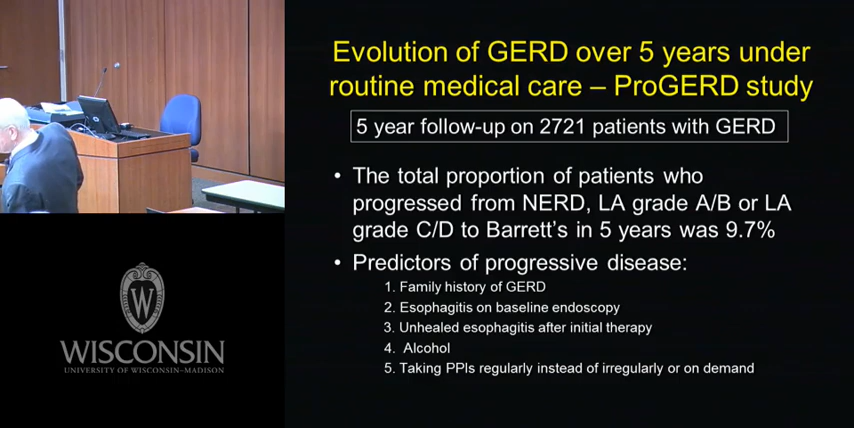 Evolution of GERD over 5 years under
routine medical care – ProGERD study
5 year follow-up on 2721 patients with GERD
• The total proportion of patients who
progressed from NERD, LA grade A/B or LA
grade C/D to Barrett's in 5 years was 9.7%
• Predictors of progressive disease:
1. Family history of GERD
2. Esophagitis on baseline endoscopy
3. Unhealed esophagitis after initial therapy
4. Alcohol
5. Taking PPIs regularly instead of irregularly or on demand
W
WISCONSIN
UNIVERSITY OF WISCONSIN–MADISON